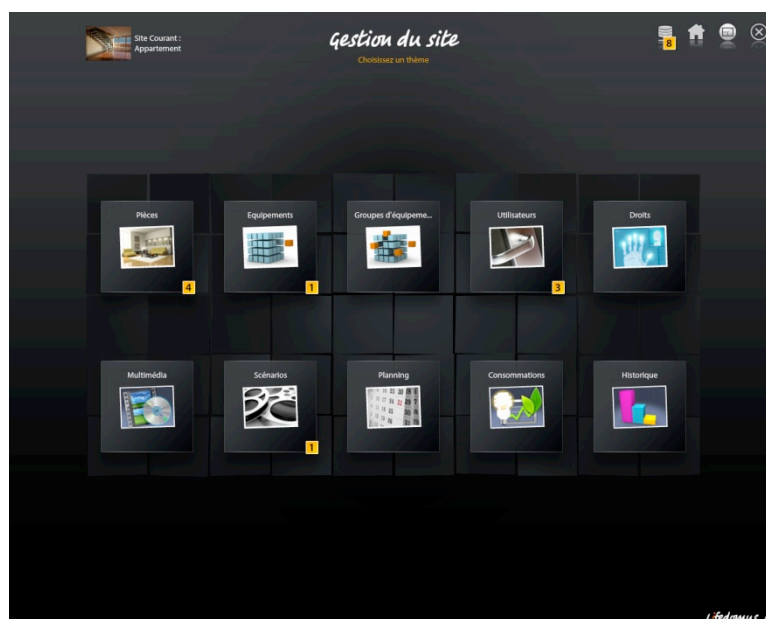 Site Courant :
Appartement
Gestion du site
Choisissez un thème
8
Pièces
Equipements
Groupes d'équipeme...
Utilisateurs
Droits
4
1
3
Multimédia
Scénarios
Planning
Consommations
Historique
1
Lifedomus